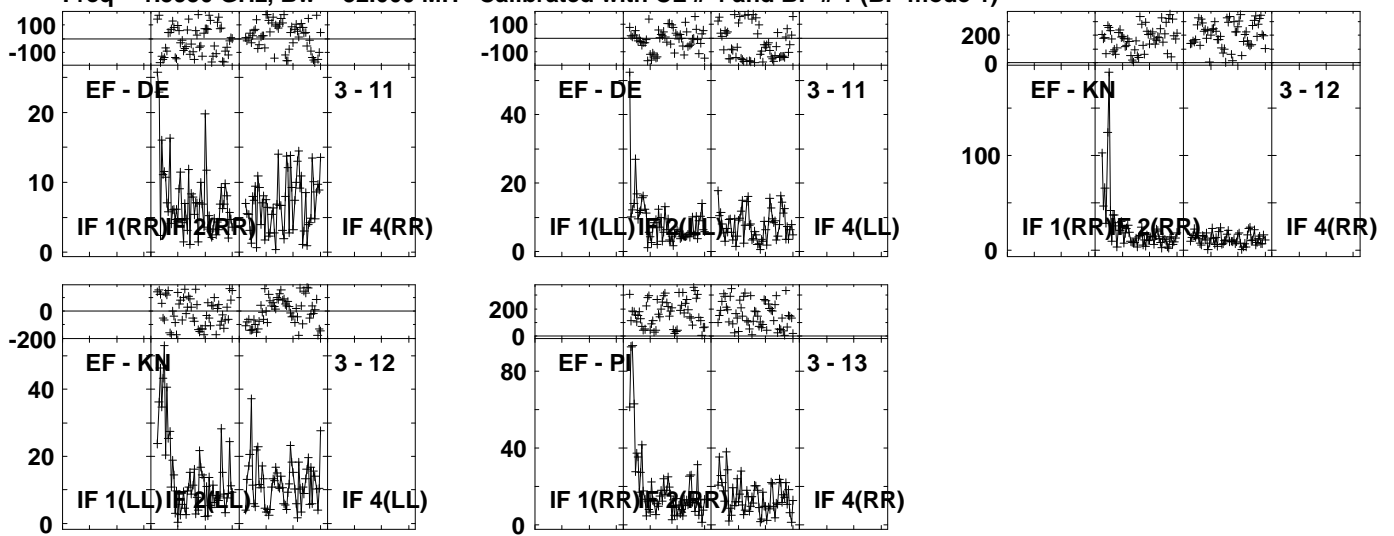 100
-100
EF - DE
3 - 11
20
10
0
IF 1(RR) IF 2(RR)
IF 4(RR)
100
-100
EF - DE
3 - 11
40
20
0
IF 1(LL) IF 2(LL)
IF 4(LL)
200
0
EF - KN
3 - 12
100
0
IF 1(RR) IF 2(RR)
IF 4(RR)
0
-200
EF - KN
3 - 12
40
20
0
IF 1(LL) IF 2(LL)
IF 4(LL)
200
0
EF - PI
3 - 13
80
40
0
IF 1(RR) IF 2(RR)
IF 4(RR)